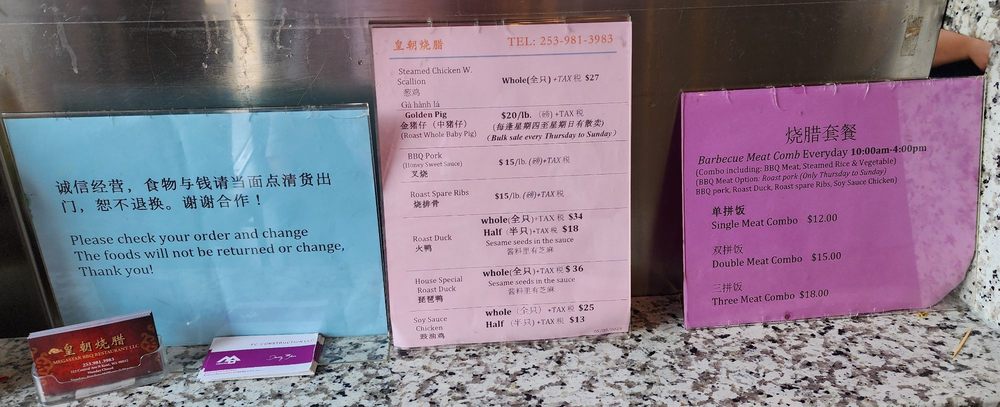 诚信经营，食物与钱请当面点清货出
门，恕不退换。谢谢合作！
Please check your order and change
The foods will not be returned or change,
Thank you!
皇朝烧腊
MEGASTAR BBQ RESTAURANT LLC
253-981-3983
皇朝烧腊 TEL: 253-981-3983
Steamed Chicken W.
Scallion
葱鸡
Gà hành lá
Whole(全只) +TAX 税 $27
Golden Pig
金猪仔（中猪仔）
(Roast Whole Baby Pig)
$20/lb. （磅）+TAX 税
(每逢星期四至星期日有散卖)
(Bulk sale every Thursday to Sunday)
BBQ Pork
(Honey Sweet Sauce)
叉烧
$15/lb. (磅)+TAX 税
Roast Spare Ribs
烧排骨
$15/lb. (磅)+TAX 税
Roast Duck
火鸭
whole(全只)+TAX 税 $34
Half （半只）+TAX 税 $18
Sesame seeds in the sauce
酱料里有芝麻
House Special
Roast Duck
琵琶鸭
whole(全只)+TAX 税 $36
Sesame seeds in the sauce
酱料里有芝麻
Soy Sauce
Chicken
豉油鸡
whole （全只） +TAX 税 $25
Half （半只）+TAX 税 $13
烧腊套餐
Barbecue Meat Comb Everyday 10:00am-4:00pm
(Combo including: BBQ Meat, Steamed Rice & Vegetable)
(BBQ Meat Option: Roast pork (Only Thursday to Sunday)
BBQ pork, Roast Duck, Roast spare Ribs, Soy Sauce Chicken)
单拼饭
Single Meat Combo $12.00
双拼饭
Double Meat Combo $15.00
三拼饭
Three Meat Combo $18.00